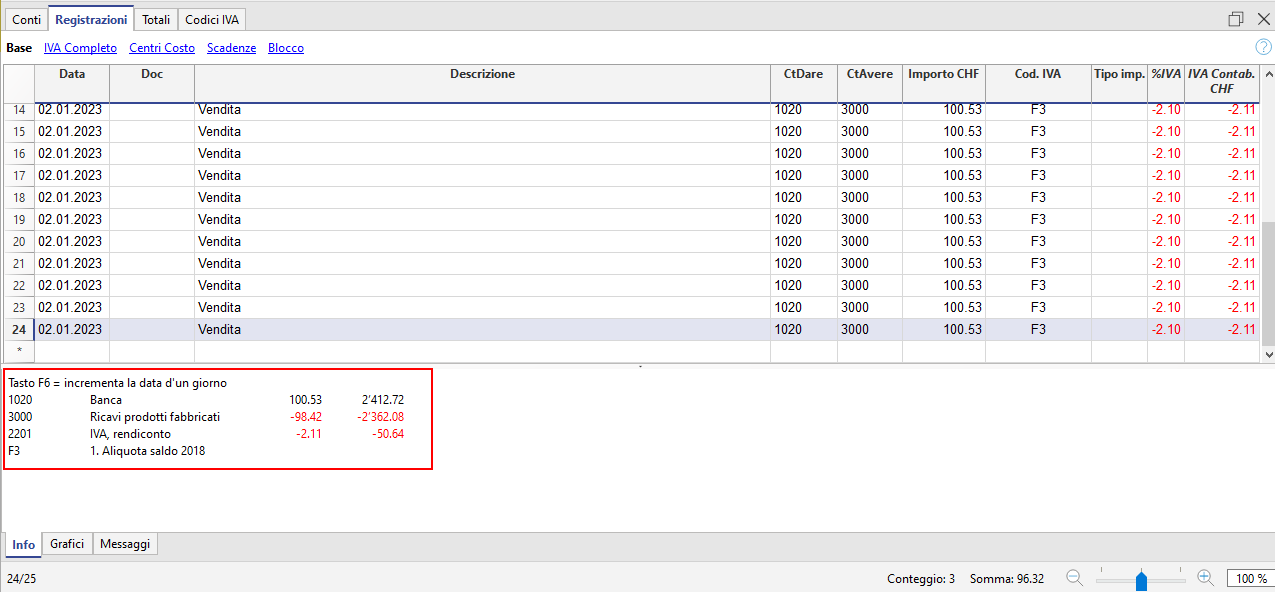 Conti Registrazioni Totali Codici IVA
Base IVA Completo Centri Costo Scadenze Blocco
Data Doc Descrizione CtDare CtAvere Importo CHF Cod. IVA Tipo imp. %IVA IVA Contab.
CHF
14 02.01.2023 Vendita 1020 3000 100.53 F3 -2.10 -2.11
15 02.01.2023 Vendita 1020 3000 100.53 F3 -2.10 -2.11
16 02.01.2023 Vendita 1020 3000 100.53 F3 -2.10 -2.11
17 02.01.2023 Vendita 1020 3000 100.53 F3 -2.10 -2.11
18 02.01.2023 Vendita 1020 3000 100.53 F3 -2.10 -2.11
19 02.01.2023 Vendita 1020 3000 100.53 F3 -2.10 -2.11
20 02.01.2023 Vendita 1020 3000 100.53 F3 -2.10 -2.11
21 02.01.2023 Vendita 1020 3000 100.53 F3 -2.10 -2.11
22 02.01.2023 Vendita 1020 3000 100.53 F3 -2.10 -2.11
23 02.01.2023 Vendita 1020 3000 100.53 F3 -2.10 -2.11
24 02.01.2023 Vendita 1020 3000 100.53 F3 -2.10 -2.11
*
Tasto F6 = incrementa la data d'un giorno
1020 Banca 100.53 2'412.72
3000 Ricavi prodotti fabbricati -98.42 -2'362.08
2201 IVA, rendiconto -2.11 -50.64
F3 1. Aliquota saldo 2018
Info Grafici Messaggi
24/25 Conteggio: 3 Somma: 96.32 100 %